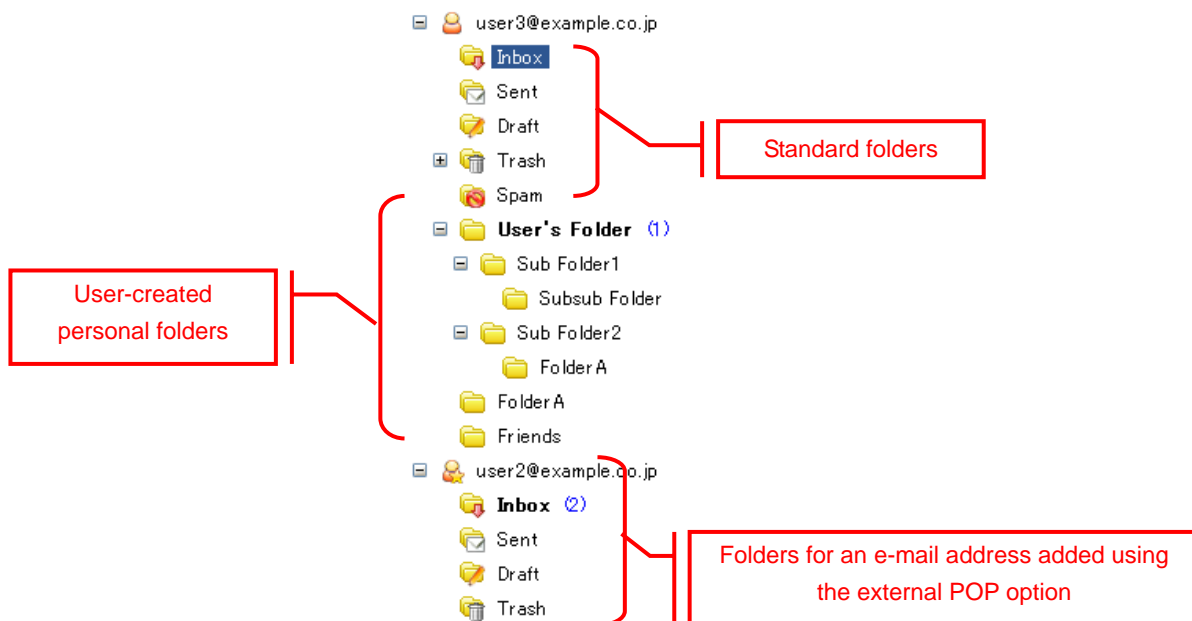 user3@example.co.jp
Inbox
Sent
Draft
Trash
Spam
User's Folder (1)
Sub Folder1
Subsub Folder
Sub Folder2
FolderA
FolderA
Friends
user2@example.co.jp
Inbox (2)
Sent
Draft
Trash
Standard folders
User-created
personal folders
Folders for an e-mail address added using
the external POP option